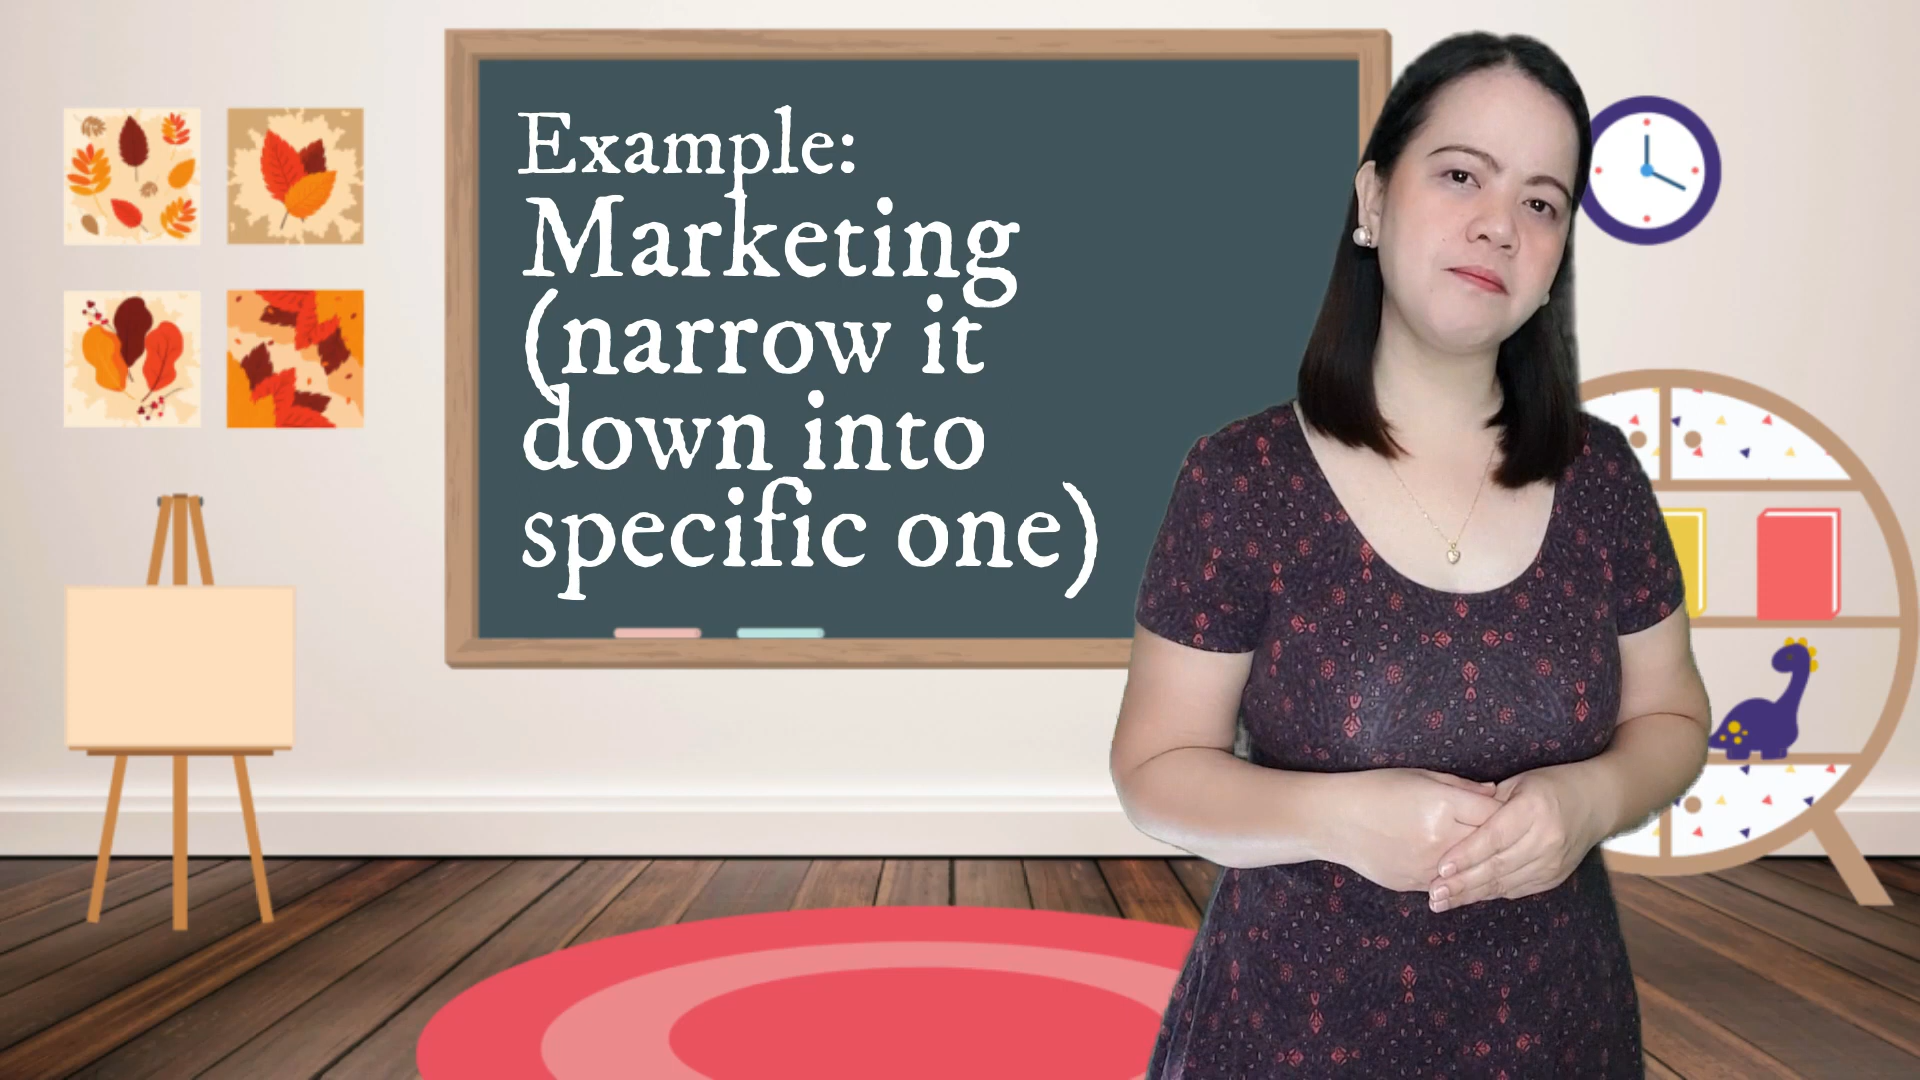 Example:
Marketing
(narrow it
down into
specific one)